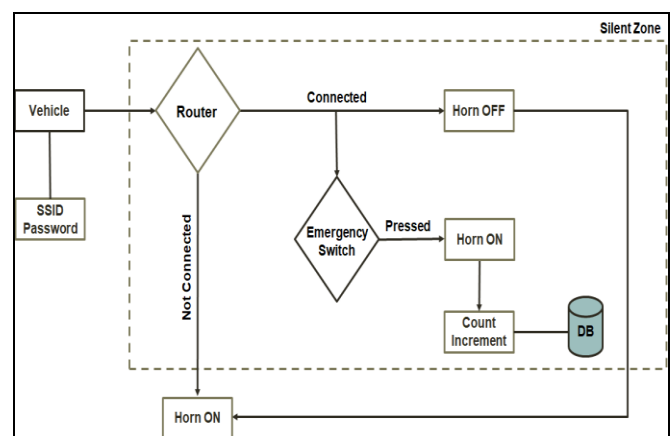 Silent Zone
Vehicle
Router
Connected
Horn OFF
SSID
Password
Not Connected
Emergency
Switch
Pressed
Horn ON
Count
Increment
DB
Horn ON